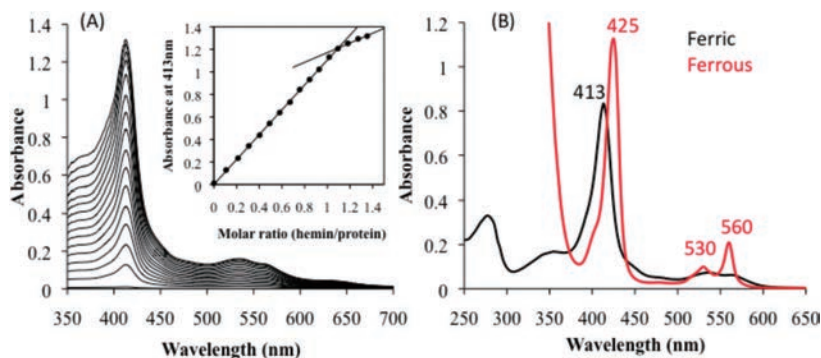 (A)
Absorbance
1.4
1.2
1
0.8
0.6
0.4
0.2
0
350 400 450 500 550 600 650 700
Wavelength (nm)
Absorbance at 413nm
1.4
1.2
1
0.8
0.6
0.4
0.2
0
0 0.2 0.4 0.6 0.8 1 1.2 1.4
Molar ratio (hemin/protein)
(B)
Absorbance
1.2
1
0.8
0.6
0.4
0.2
0
250 300 350 400 450 500 550 600 650
Wavelength (nm)
425
413
530
560
Ferric
Ferrous